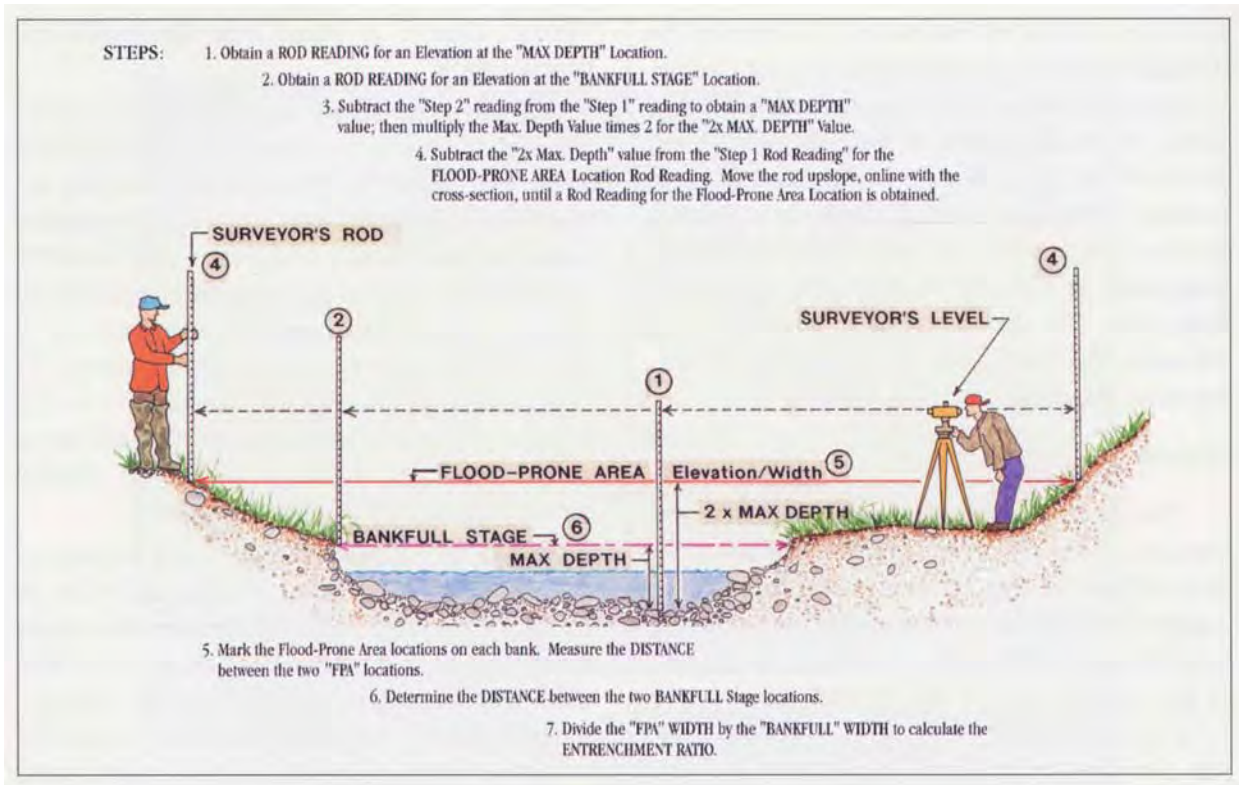 STEPS: 1. Obtain a ROD READING for an Elevation at the "MAX DEPTH" Location.
2. Obtain a ROD READING for an Elevation at the "BANKFULL STAGE" Location.
3. Subtract the "Step 2" reading from the "Step 1" reading to obtain a "MAX DEPTH"
value; then multiply the Max. Depth Value times 2 for the "2x MAX. DEPTH" Value.
4. Subtract the "2x Max. Depth" value from the "Step 1 Rod Reading" for the
FLOOD-PRONE AREA Location Rod Reading. Move the rod upslope, online with the
cross-section, until a Rod Reading for the Flood-Prone Area Location is obtained.
SURVEYOR'S ROD
4
4
2
SURVEYOR'S LEVEL
1
FLOOD-PRONE AREA Elevation/Width 5
2 x MAX DEPTH
BANKFULL STAGE 6
MAX DEPTH
5. Mark the Flood-Prone Area locations on each bank. Measure the DISTANCE
between the two "FPA" locations.
6. Determine the DISTANCE between the two BANKFULL Stage locations.
7. Divide the "FPA" WIDTH by the "BANKFULL" WIDTH to calculate the
ENTRENCHMENT RATIO.